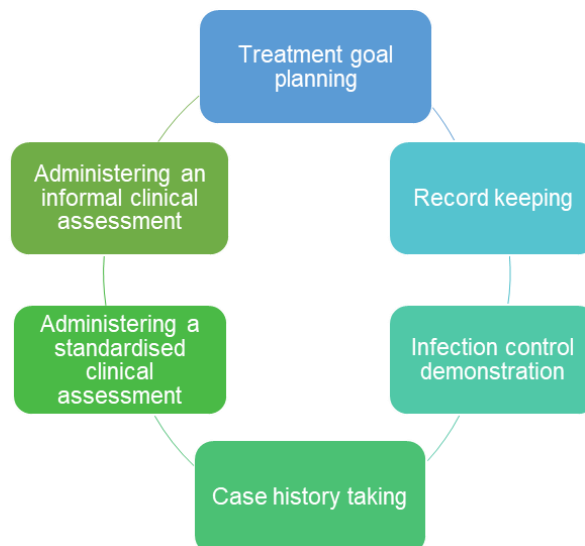 Treatment goal
planning
Record keeping
Infection control
demonstration
Case history taking
Administering a
standardised
clinical
assessment
Administering an
informal clinical
assessment